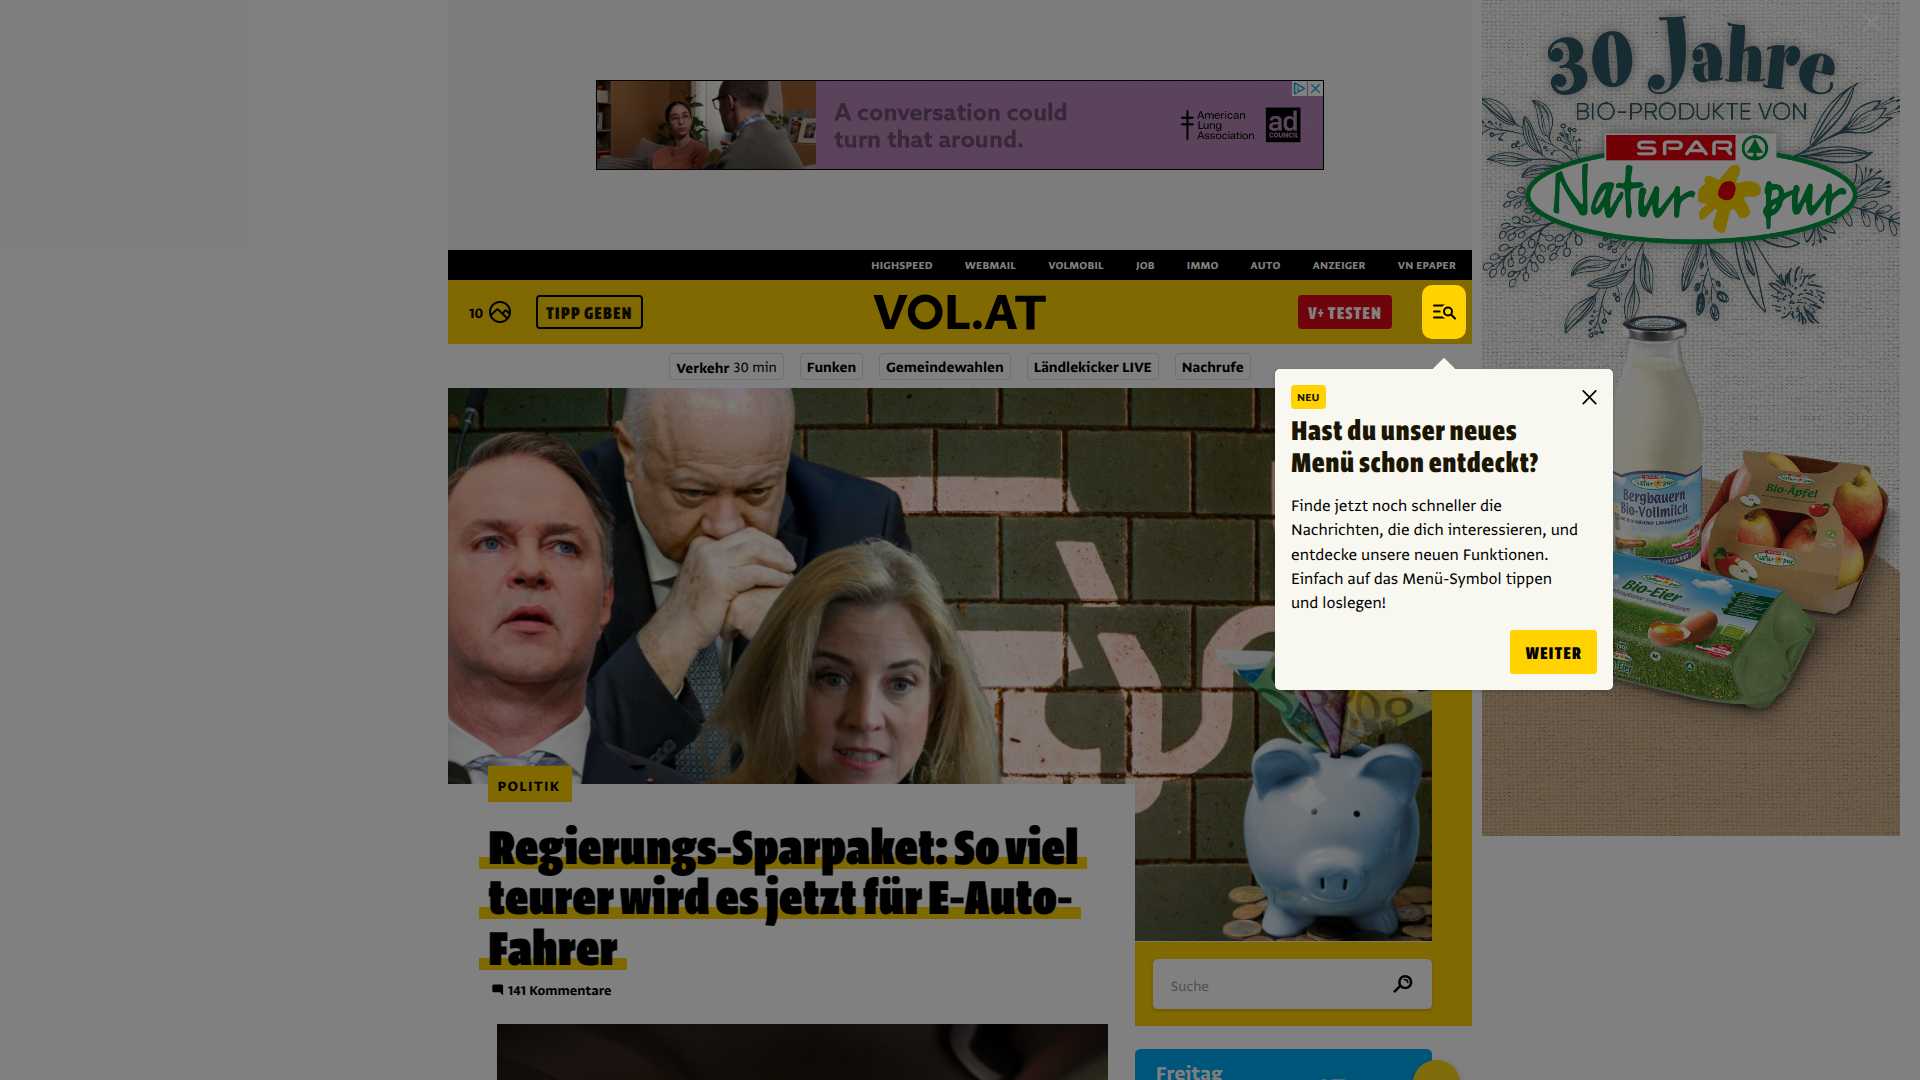 A conversation could
turn that around.
American
Lung
Association
ad
COUNCIL
30 Jahre
BIO-PRODUKTE VON
SPAR
Natur pur
HIGHSPEED WEBMAIL VOLMOBIL JOB IMMO AUTO ANZEIGER VN EPAPER
10 TIPP GEBEN VOL.AT V+ TESTEN
Verkehr 30 min Funken Gemeindewahlen Ländlekicker LIVE Nachrufe
NEU
Hast du unser neues
Menü schon entdeckt?
Finde jetzt noch schneller die
Nachrichten, die dich interessieren, und
entdecke unsere neuen Funktionen.
Einfach auf das Menü-Symbol tippen
und loslegen!
WEITER
Bergbauern
Bio-Vollmilch
Bio-Äpfel
Natur pur
Bio-Eier
POLITIK
Regierungs-Sparpaket: So viel
teurer wird es jetzt für E-Auto-
Fahrer
141 Kommentare
Suche
Freitag